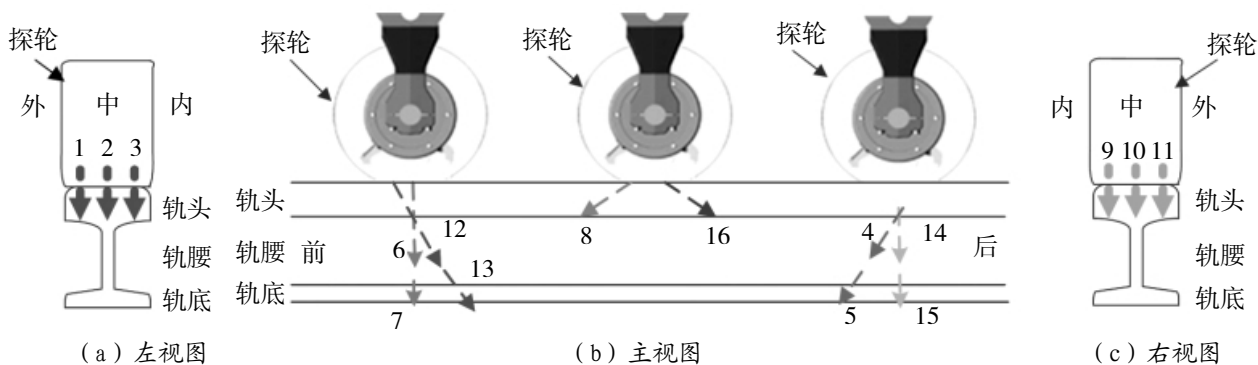 探轮
外 中 内
1 2 3
轨头
轨腰
轨底
(a)左视图
探轮 探轮 探轮
轨头
轨腰 前
轨底
12 8 16 4 14
6 后
13
7 5 15
(b)主视图
探轮
内 中 外
9 10 11
轨头
轨腰
轨底
(c)右视图